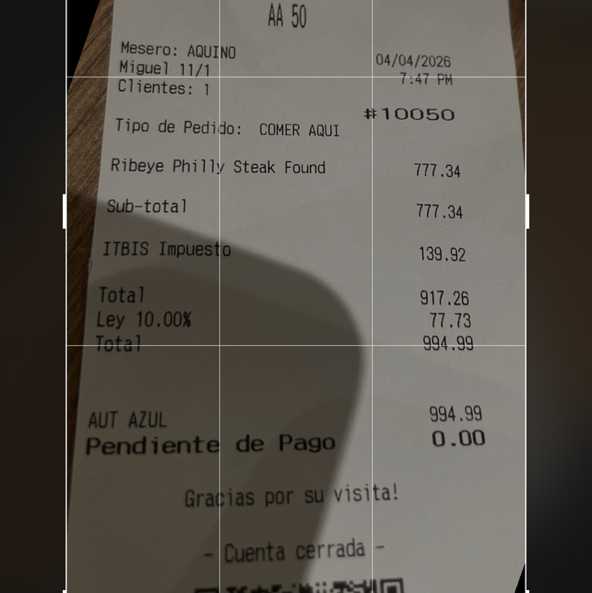 AA 50
Mesero: AQUINO
04/04/2026
Miguel 11/1
7:47 PM
Clientes: 1
#10050
Tipo de Pedido: COMER AQUI
Ribeye Philly Steak Found 777.34
Sub-total 777.34
ITBIS Impuesto 139.92
Total 917.26
Ley 10.00% 77.73
Total 994.99
AUT AZUL 994.99
Pendiente de Pago 0.00
Gracias por su visita!
- Cuenta cerrada -